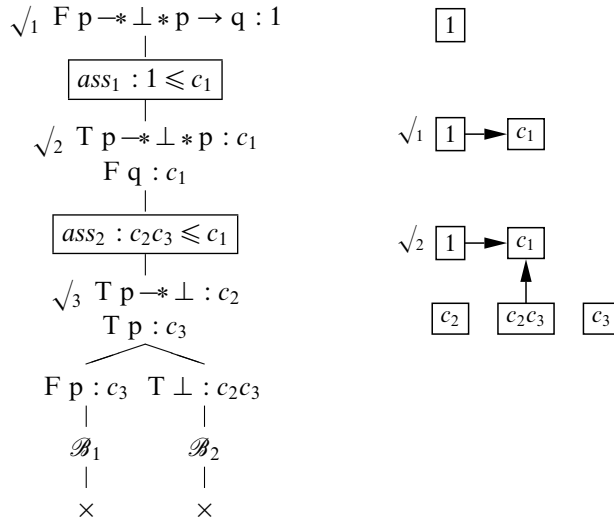 √1 F p −∗ ⊥ ∗ p → q : 1
1
ass1 : 1 ⩽ c1
√2 T p −∗ ⊥ ∗ p : c1
√1 1 c1
F q : c1
ass2 : c2c3 ⩽ c1
√2 1 c1
√3 T p −∗ ⊥ : c2
c2 c2c3 c3
T p : c3
F p : c3 T ⊥ : c2c3
ℬ1 ℬ2
× ×